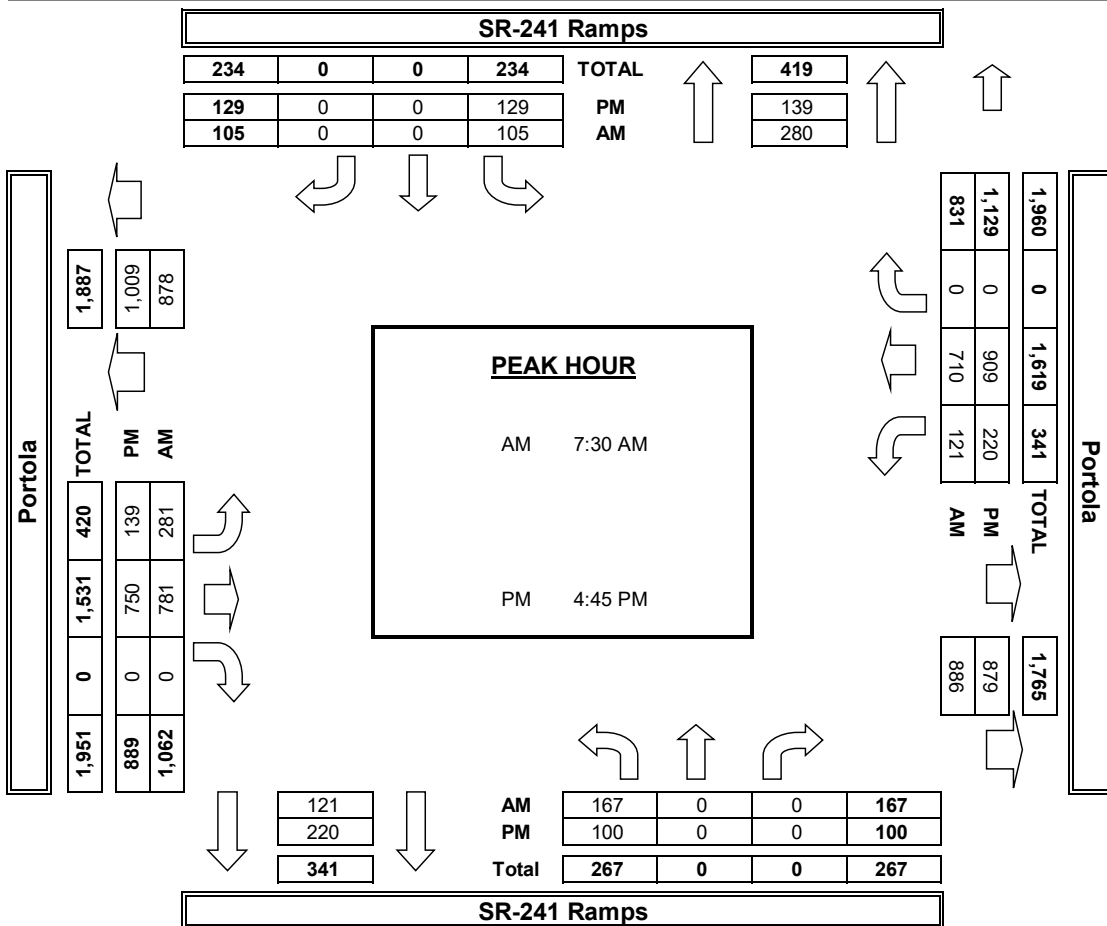 SR-241 Ramps
234 0 0 234 TOTAL 419
129 0 0 129 PM 139
105 0 0 105 AM 280
Portola
1,887
1,009
878
TOTAL PM AM
420 139 281
1,531 750 781
0 0 0
1,951 889 1,062
PEAK HOUR
AM 7:30 AM
PM 4:45 PM
831 1,129 1,960
0 0 0
710 909 1,619
121 220 341
AM PM TOTAL
886 879 1,765
Portola
121 AM 167 0 0 167
220 PM 100 0 0 100
341 Total 267 0 0 267
SR-241 Ramps